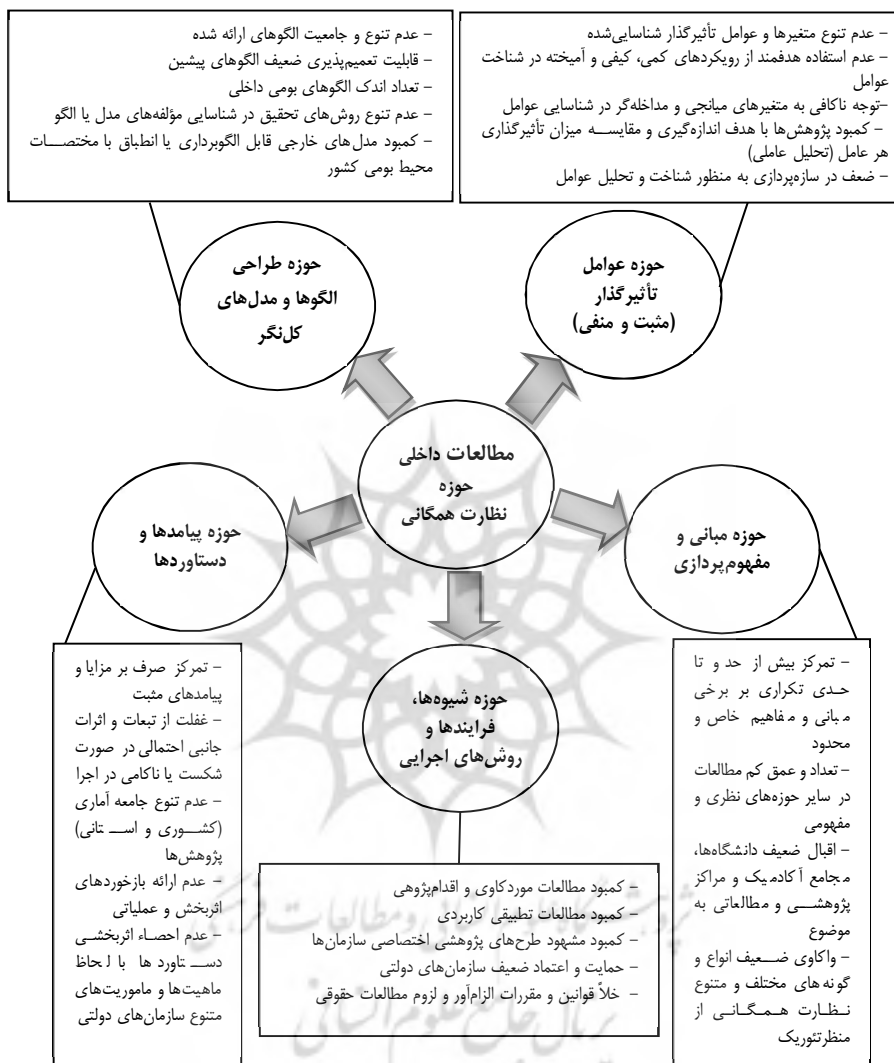 - عدم تنوع متغیرها و عوامل تأثیرگذار شناسایی‌شده
- عدم استفاده هدفمند از رویکردهای کمی، کیفی و آمیخته در شناخت
عوامل
-توجه ناکافی به متغیرهای میانجی و مداخله‌گر در شناسایی عوامل
- کمبود پژوهش‌ها با هدف اندازه‌گیری و مقایسه میزان تأثیرگذاری
هر عامل (تحلیل عاملی)
- ضعف در سازه‌پردازی به منظور شناخت و تحلیل عوامل
- عدم تنوع و جامعیت الگوهای ارائه شده
- قابلیت تعمیم‌پذیری ضعیف الگوهای پیشین
- تعداد اندک الگوهای بومی داخلی
- عدم تنوع روش‌های تحقیق در شناسایی مؤلفه‌های مدل یا الگو
- کمبود مدل‌های خارجی قابل الگوبرداری یا انطباق با مختصات
محیط بومی کشور
حوزه عوامل
تأثیرگذار
(مثبت و منفی)
حوزه طراحی
الگوها و مدل‌های
کل‌نگر
مطالعات داخلی
حوزه
نظارت همگانی
حوزه مبانی و
مفهوم‌پردازی
حوزه پیامدها و
دستاوردها
حوزه شیوه‌ها،
فرایندها و
روش‌های اجرایی
- تمرکز بیش از حد و تا
حدی تکراری بر برخی
مبانی و مفاهیم خاص و
محدود
- تعداد و عمق کم مطالعات
در سایر حوزه‌های نظری و
مفهومی
- اقبال ضعیف دانشگاه‌ها،
مجامع آکادمیک و مراکز
پژوهشی و مطالعاتی به
موضوع
- واکاوی ضعیف انواع و
گونه‌های مختلف و متنوع
نظارت همگانی از
منظرتئوریک
- تمرکز صرف بر مزایا و
پیامدهای مثبت
- غفلت از تبعات و اثرات
جانبی احتمالی در صورت
شکست یا ناکامی در اجرا
- عدم تنوع جامعه آماری
(کشوری و استانی)
پژوهش‌ها
- عدم ارائه بازخوردهای
اثربخش و عملیاتی
- عدم احصاء اثربخشی
دستاوردها با لحاظ
ماهیت‌ها و ماموریت‌های
متنوع سازمان‌های دولتی
- کمبود مطالعات موردکاوی و اقدام‌پژوهی
- کمبود مطالعات تطبیقی کاربردی
- کمبود مشهود طرح‌های پژوهشی اختصاصی سازمان‌ها
- حمایت و اعتماد ضعیف سازمان‌های دولتی
- خلأ قوانین و مقررات الزام‌آور و لزوم مطالعات حقوقی
پژوهشگاه علوم انسانی و مطالعات فرهنگی
پرتال جامع علوم انسانی